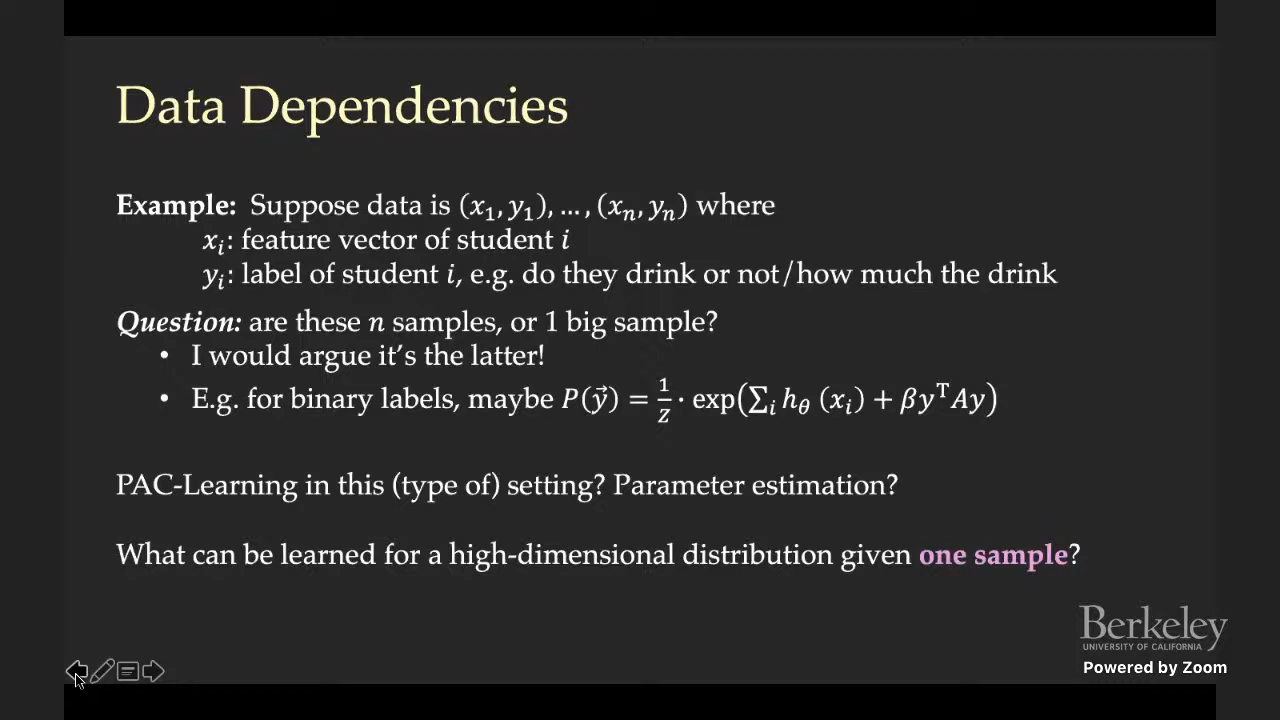 Data Dependencies
Example: Suppose data is (x₁, y₁), … , (xₙ, yₙ) where
xᵢ: feature vector of student i
yᵢ: label of student i, e.g. do they drink or not/how much the drink
Question: are these n samples, or 1 big sample?
• I would argue it's the latter!
• E.g. for binary labels, maybe P(y⃗) = 1/Z · exp(∑ᵢ h_θ (xᵢ) + βyᵀAy)
PAC-Learning in this (type of) setting? Parameter estimation?
What can be learned for a high-dimensional distribution given one sample?
Berkeley
UNIVERSITY OF CALIFORNIA
Powered by Zoom